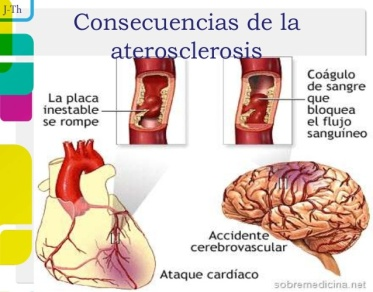 J-Th
Consecuencias de la
aterosclerosis
La placa
inestable
se rompe
Coágulo
de sangre
que
bloquea
el flujo
sanguíneo
Accidente
cerebrovascular
Ataque cardíaco
sobremedicina.net